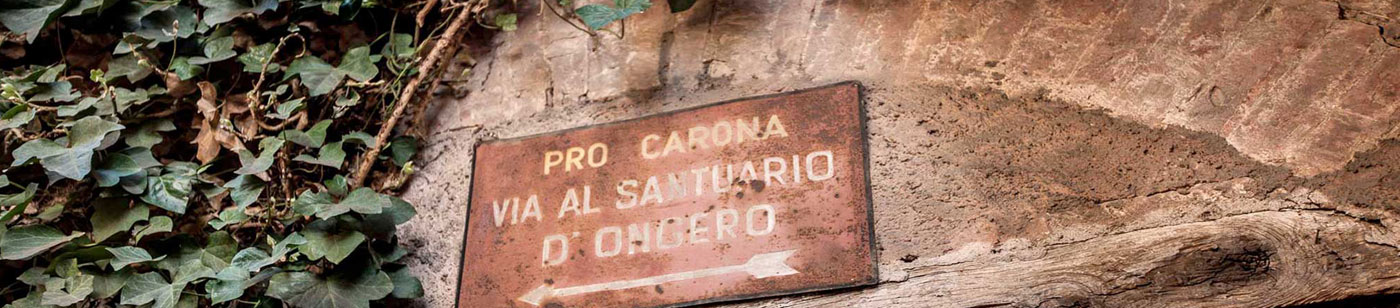 PRO CARONA
VIA AL SANTUARIO
D' ONGERO